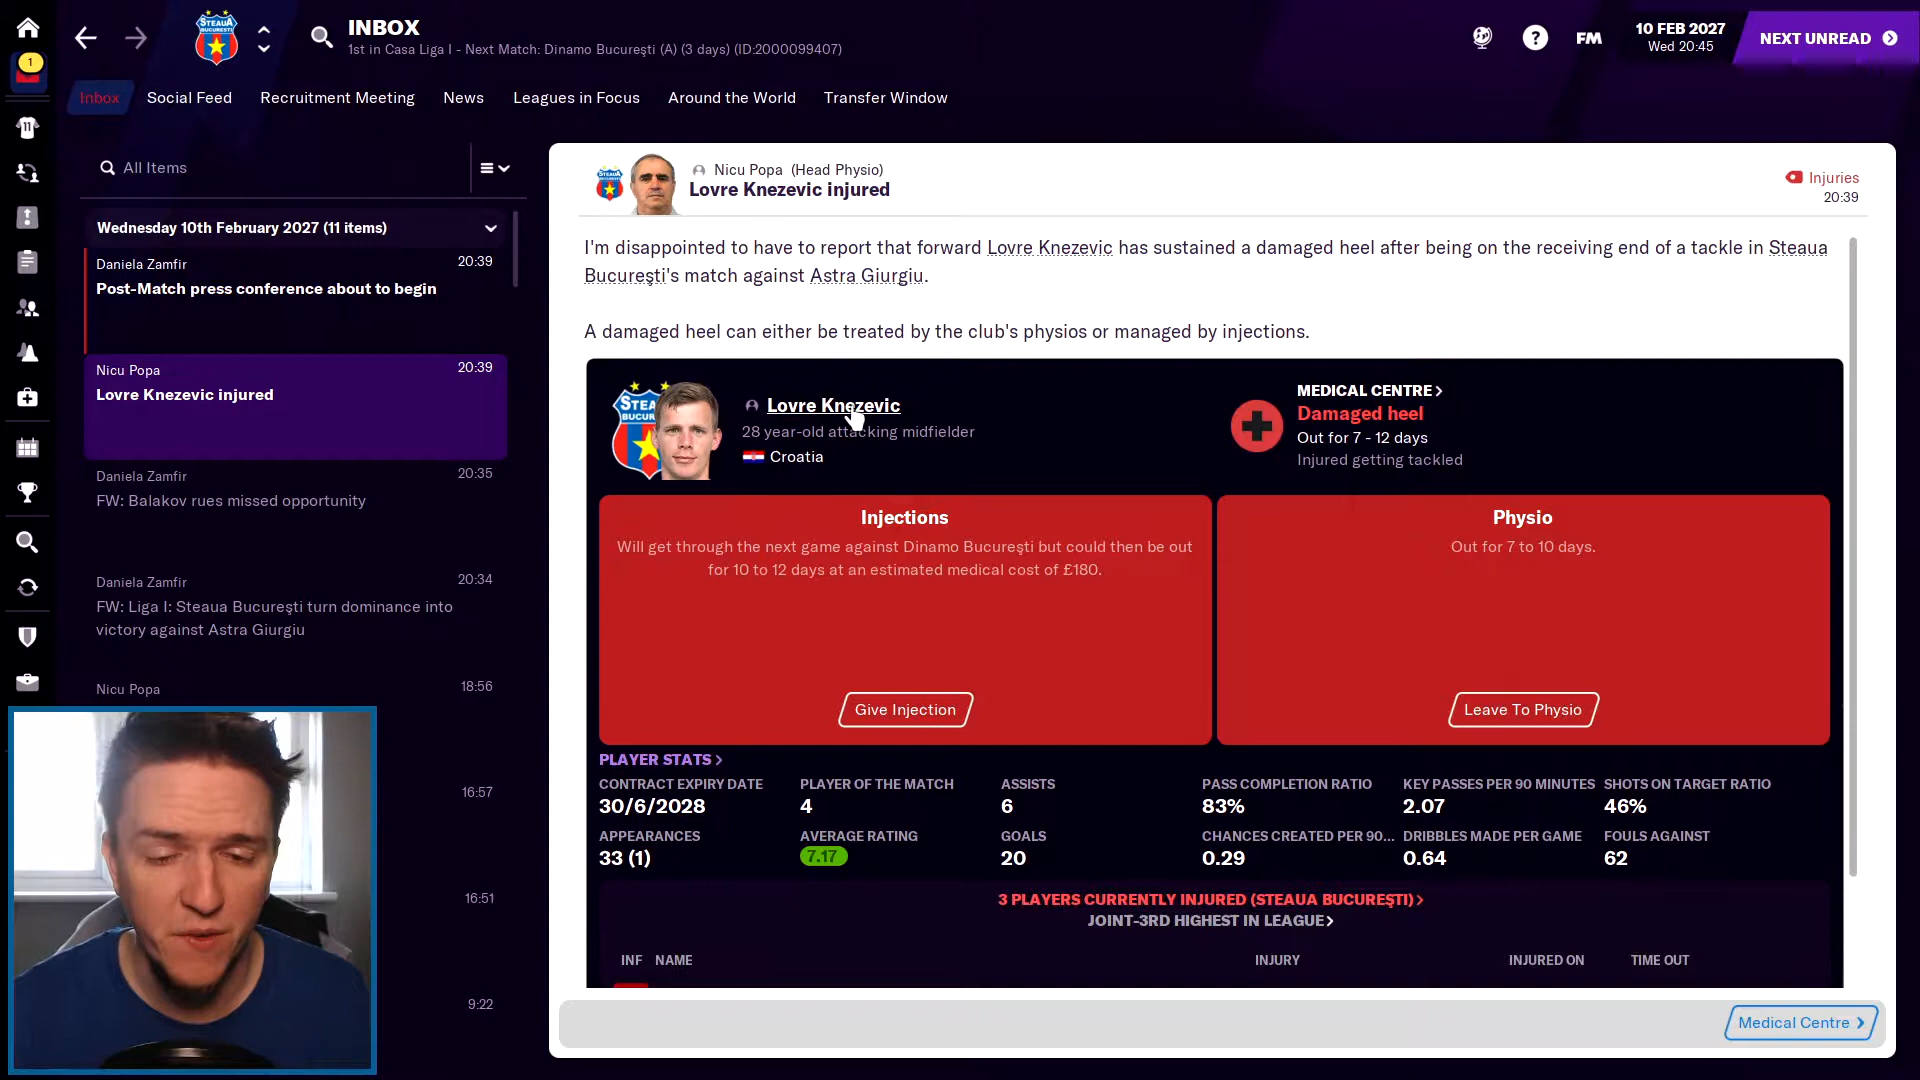 INBOX
1st in Casa Liga I - Next Match: Dinamo Bucureşti (A) (3 days) (ID:2000099407)
FM
10 FEB 2027
Wed 20:45
NEXT UNREAD
1
Inbox
Social Feed
Recruitment Meeting
News
Leagues in Focus
Around the World
Transfer Window
All Items
Wednesday 10th February 2027 (11 items)
Daniela Zamfir
20:39
Post-Match press conference about to begin
Nicu Popa
20:39
Lovre Knezevic injured
Daniela Zamfir
20:35
FW: Balakov rues missed opportunity
Daniela Zamfir
20:34
FW: Liga I: Steaua Bucureşti turn dominance into
victory against Astra Giurgiu
Nicu Popa
18:56
16:57
16:51
9:22
Nicu Popa (Head Physio)
Lovre Knezevic injured
Injuries
20:39
I'm disappointed to have to report that forward Lovre Knezevic has sustained a damaged heel after being on the receiving end of a tackle in Steaua
Bucureşti's match against Astra Giurgiu.
A damaged heel can either be treated by the club's physios or managed by injections.
Lovre Knezevic
28 year-old attacking midfielder
Croatia
MEDICAL CENTRE >
Damaged heel
Out for 7 - 12 days
Injured getting tackled
Injections
Will get through the next game against Dinamo Bucureşti but could then be out
for 10 to 12 days at an estimated medical cost of £180.
Give Injection
Physio
Out for 7 to 10 days.
Leave To Physio
PLAYER STATS >
CONTRACT EXPIRY DATE
30/6/2028
PLAYER OF THE MATCH
4
ASSISTS
6
PASS COMPLETION RATIO
83%
KEY PASSES PER 90 MINUTES
2.07
SHOTS ON TARGET RATIO
46%
APPEARANCES
33 (1)
AVERAGE RATING
7.17
GOALS
20
CHANCES CREATED PER 90...
0.29
DRIBBLES MADE PER GAME
0.64
FOULS AGAINST
62
3 PLAYERS CURRENTLY INJURED (STEAUA BUCUREŞTI) >
JOINT-3RD HIGHEST IN LEAGUE >
INF NAME INJURY INJURED ON TIME OUT
Medical Centre >